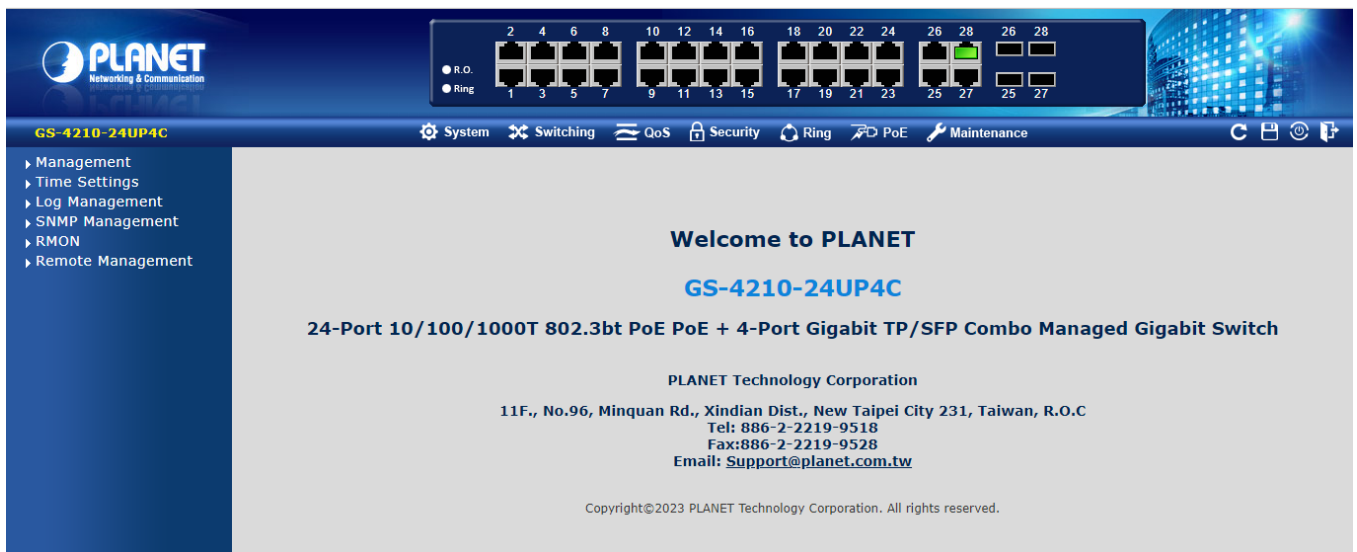 PLANET
Networking & Communication
2 4 6 8 10 12 14 16 18 20 22 24 26 28 26 28
R.O.
Ring
1 3 5 7 9 11 13 15 17 19 21 23 25 27 25 27
GS-4210-24UP4C
System Switching QoS Security Ring PoE Maintenance
Management
Time Settings
Log Management
SNMP Management
RMON
Remote Management
Welcome to PLANET
GS-4210-24UP4C
24-Port 10/100/1000T 802.3bt PoE PoE + 4-Port Gigabit TP/SFP Combo Managed Gigabit Switch
PLANET Technology Corporation
11F., No.96, Minquan Rd., Xindian Dist., New Taipei City 231, Taiwan, R.O.C
Tel: 886-2-2219-9518
Fax:886-2-2219-9528
Email: Support@planet.com.tw
Copyright©2023 PLANET Technology Corporation. All rights reserved.